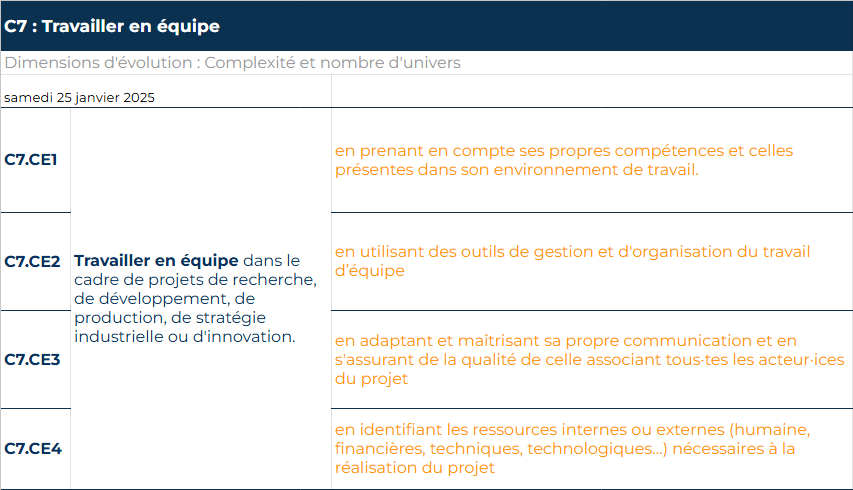 C7 : Travailler en équipe
Dimensions d'évolution : Complexité et nombre d'univers
samedi 25 janvier 2025
C7.CE1
en prenant en compte ses propres compétences et celles
présentes dans son environnement de travail.
C7.CE2
Travailler en équipe dans le
cadre de projets de recherche,
de développement, de
production, de stratégie
industrielle ou d'innovation.
en utilisant des outils de gestion et d'organisation du travail
d'équipe
C7.CE3
en adaptant et maîtrisant sa propre communication et en
s'assurant de la qualité de celle associant tous·tes les acteur·ices
du projet
C7.CE4
en identifiant les ressources internes ou externes (humaine,
financières, techniques, technologiques...) nécessaires à la
réalisation du projet